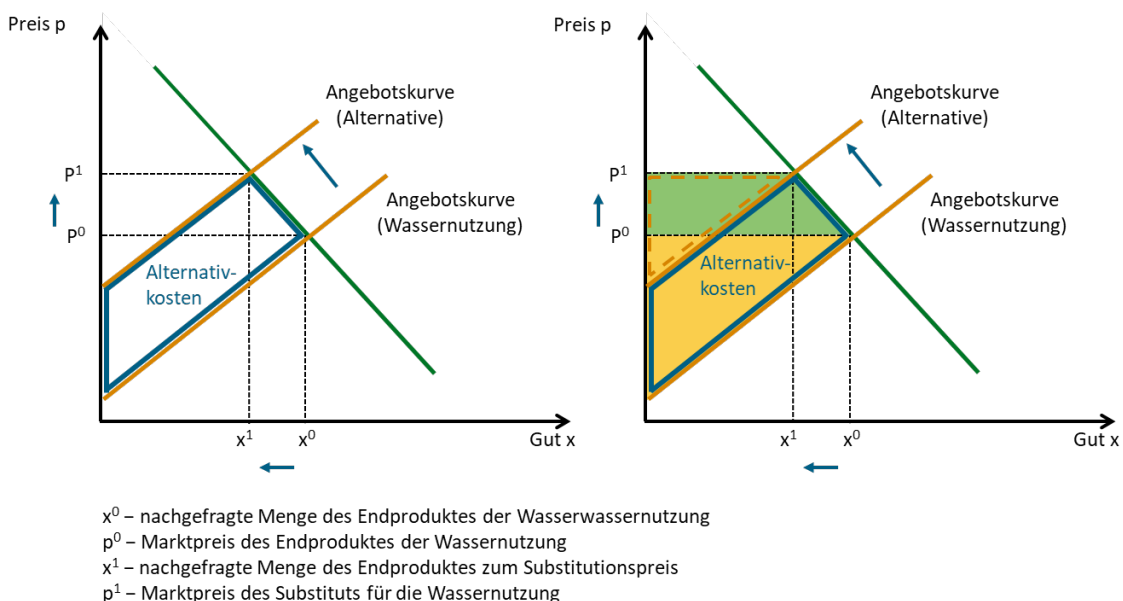 Preis p
Angebotskurve
(Alternative)
P¹
Angebotskurve
(Wassernutzung)
P⁰
Alternativ-
kosten
x¹
x⁰
Gut x
Preis p
Angebotskurve
(Alternative)
P¹
Angebotskurve
(Wassernutzung)
P⁰
Alternativ-
kosten
x¹
x⁰
Gut x
x⁰ – nachgefragte Menge des Endproduktes der Wasserwassernutzung
p⁰ – Marktpreis des Endproduktes der Wassernutzung
x¹ – nachgefragte Menge des Endproduktes zum Substitutionspreis
p¹ – Marktpreis des Substituts für die Wassernutzung